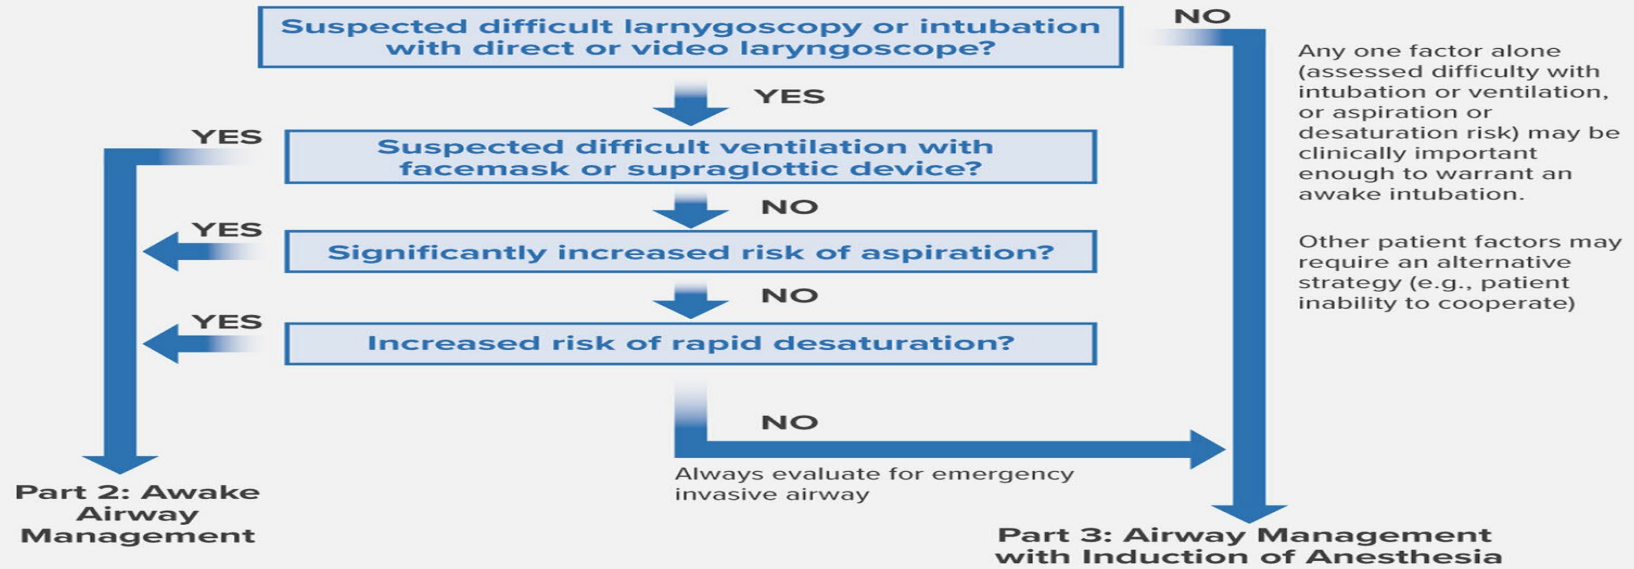 Suspected difficult larnygoscopy or intubation
with direct or video laryngoscope?
NO
YES
Any one factor alone
(assessed difficulty with
intubation or ventilation,
or aspiration or
desaturation risk) may be
clinically important
enough to warrant an
awake intubation.
Other patient factors may
require an alternative
strategy (e.g., patient
inability to cooperate)
YES
Suspected difficult ventilation with
facemask or supraglottic device?
NO
YES
Significantly increased risk of aspiration?
NO
YES
Increased risk of rapid desaturation?
NO
Always evaluate for emergency
invasive airway
Part 2: Awake
Airway
Management
Part 3: Airway Management
with Induction of Anesthesia